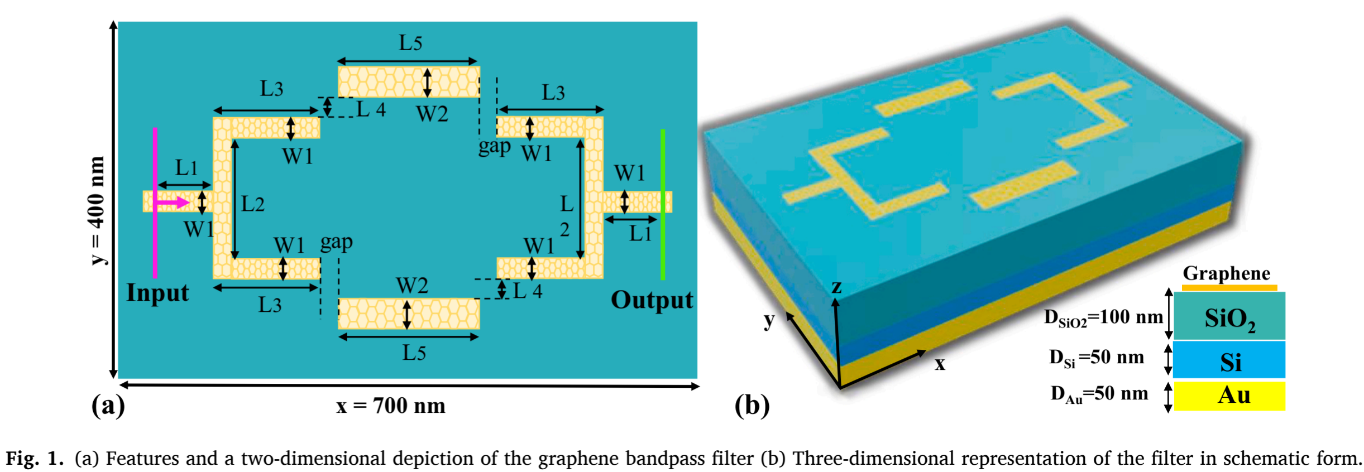 L5
L3
L 4
W2
L3
W1
gap
W1
L1
W1
W1
L2
L
2
L1
W1
gap
W1
Input
L3
W2
L 4
Output
L5
y = 400 nm
x = 700 nm
(a)
z
y
x
(b)
Graphene
DSiO2=100 nm
SiO2
DSi=50 nm
Si
DAu=50 nm
Au
Fig. 1. (a) Features and a two-dimensional depiction of the graphene bandpass filter (b) Three-dimensional representation of the filter in schematic form.